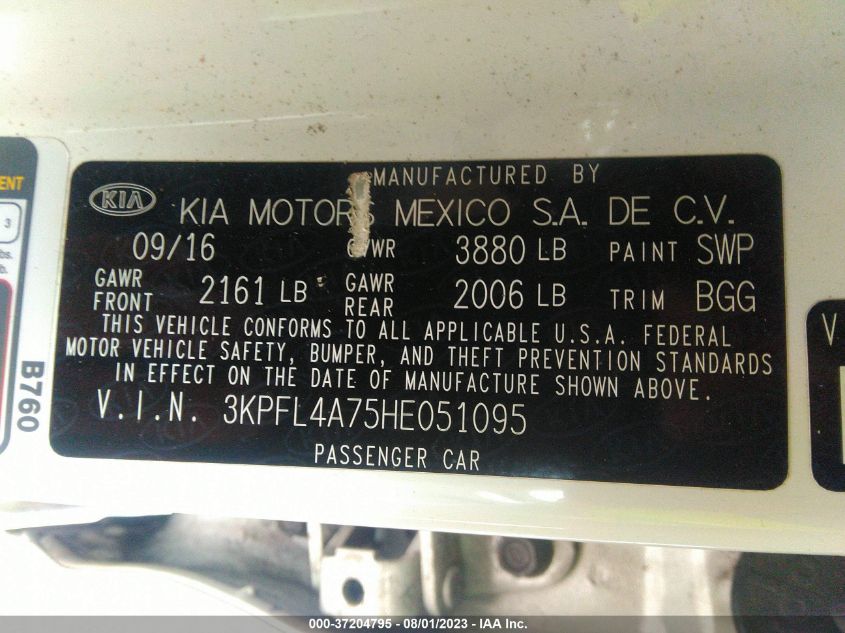 MANUFACTURED BY
KIA KIA MOTORS MEXICO S.A. DE C.V.
09/16 GVWR 3880 LB PAINT SWP
GAWR FRONT 2161 LB GAWR REAR 2006 LB TRIM BGG
THIS VEHICLE CONFORMS TO ALL APPLICABLE U.S.A. FEDERAL
MOTOR VEHICLE SAFETY, BUMPER, AND THEFT PREVENTION STANDARDS
IN EFFECT ON THE DATE OF MANUFACTURE SHOWN ABOVE.
V.I.N. 3KPFL4A75HE051095
PASSENGER CAR
B760
ENT
3
lbs.
b.
V
000-37204795 - 08/01/2023 - IAA Inc.